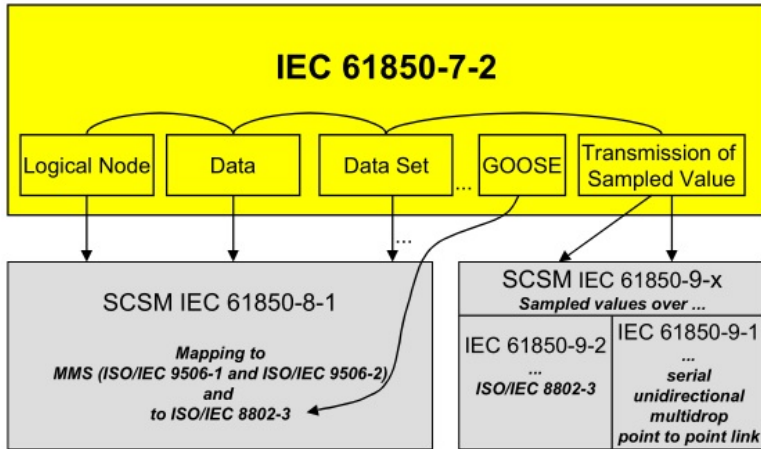 IEC 61850-7-2
Logical Node
Data
Data Set
...
GOOSE
Transmission of
Sampled Value
...
SCSM IEC 61850-8-1
Mapping to
MMS (ISO/IEC 9506-1 and ISO/IEC 9506-2)
and
to ISO/IEC 8802-3
SCSM IEC 61850-9-x
Sampled values over ...
IEC 61850-9-2
...
ISO/IEC 8802-3
IEC 61850-9-1
...
serial
unidirectional
multidrop
point to point link